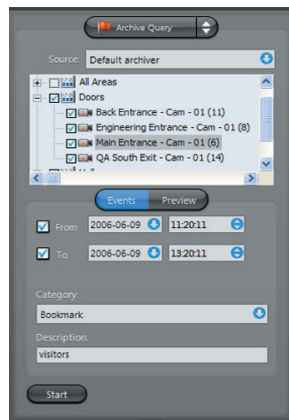 Archive Query
Source: Default archiver
All Areas
Doors
Back Entrance - Cam - 01 (11)
Engineering Entrance - Cam - 01 (8)
Main Entrance - Cam - 01 (6)
QA South Exit - Cam - 01 (14)
Events Preview
From 2006-06-09 11:20:11
To 2006-06-09 13:20:11
Category:
Bookmark
Description:
visitors
Start